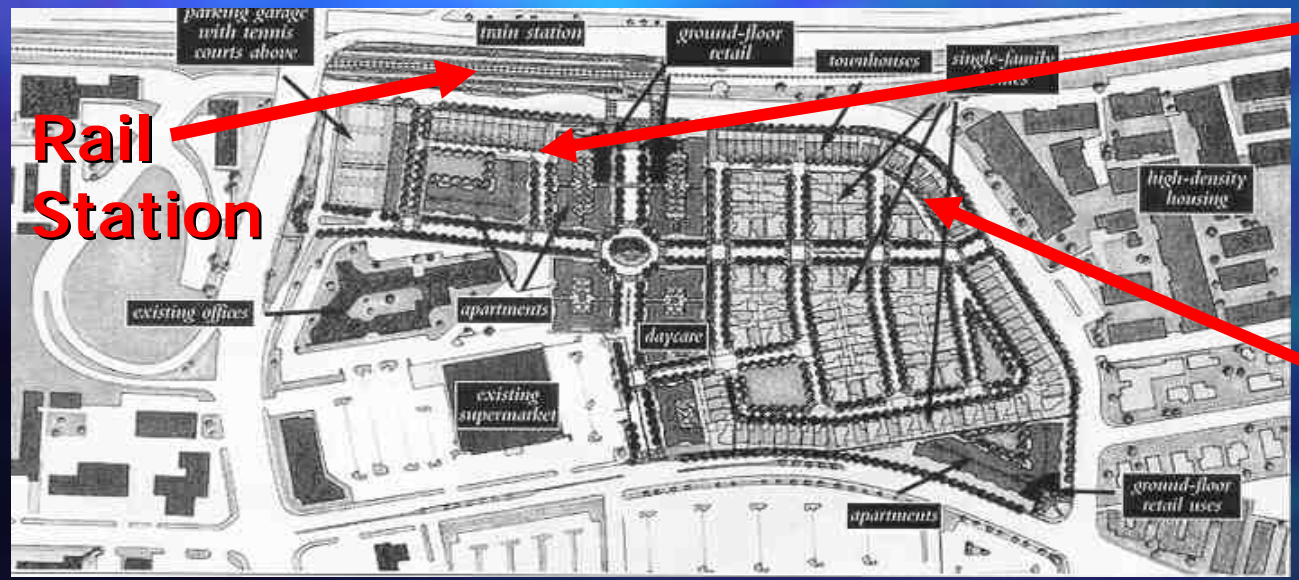 parking garage
with tennis
courts above
train station
ground-floor
retail
townhouses
single-family
Rail
Station
high-density
housing
existing offices
apartments
daycare
existing
supermarket
apartments
ground-floor
retail uses